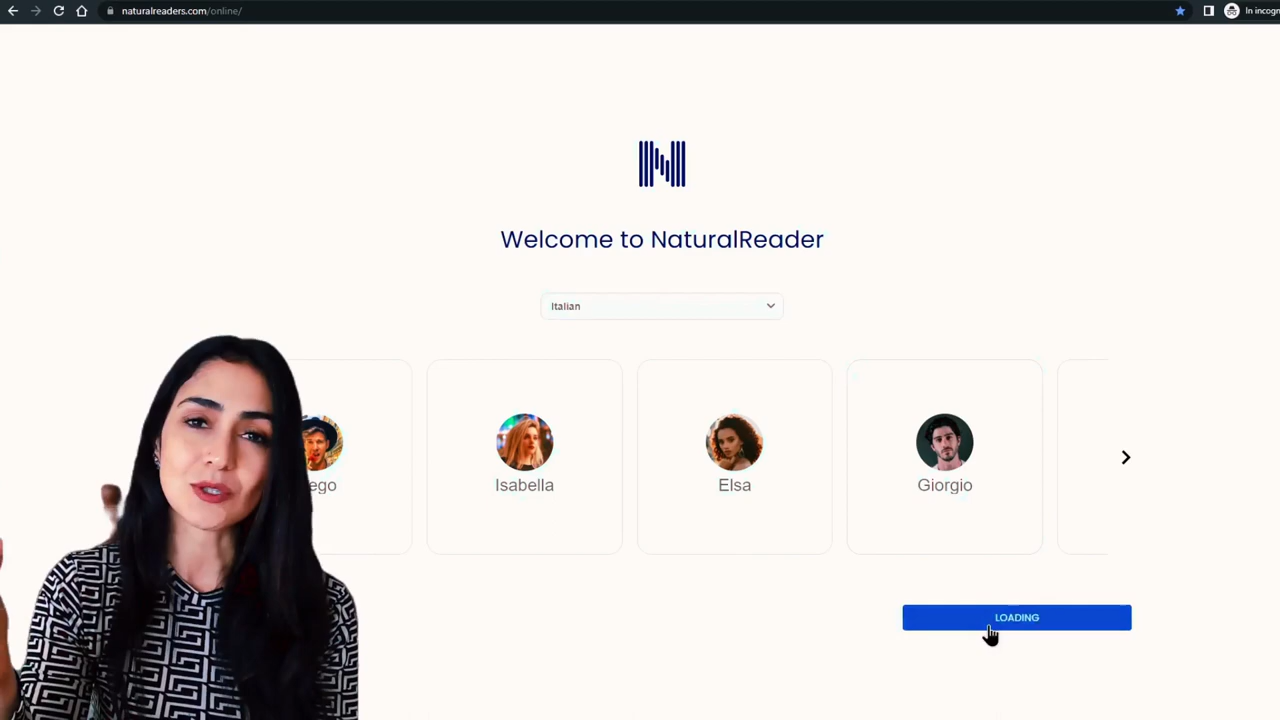 naturalreaders.com/online/
In incogn
Welcome to NaturalReader
Italian
ego
Isabella
Elsa
Giorgio
LOADING